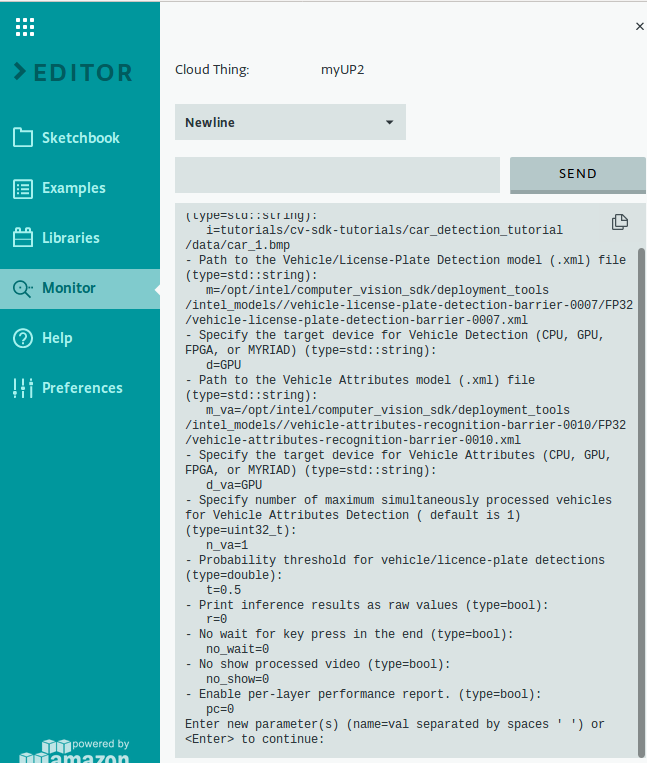 EDITOR
Sketchbook
Examples
Libraries
Monitor
Help
Preferences
powered by
amazon
×
Cloud Thing: myUP2
Newline
SEND
(type=std::string):
i=tutorials/cv-sdk-tutorials/car_detection_tutorial
/data/car_1.bmp
- Path to the Vehicle/License-Plate Detection model (.xml) file
(type=std::string):
m=/opt/intel/computer_vision_sdk/deployment_tools
/intel_models//vehicle-license-plate-detection-barrier-0007/FP32
/vehicle-license-plate-detection-barrier-0007.xml
- Specify the target device for Vehicle Detection (CPU, GPU,
FPGA, or MYRIAD) (type=std::string):
d=GPU
- Path to the Vehicle Attributes model (.xml) file
(type=std::string):
m_va=/opt/intel/computer_vision_sdk/deployment_tools
/intel_models//vehicle-attributes-recognition-barrier-0010/FP32
/vehicle-attributes-recognition-barrier-0010.xml
- Specify the target device for Vehicle Attributes (CPU, GPU,
FPGA, or MYRIAD) (type=std::string):
d_va=GPU
- Specify number of maximum simultaneously processed vehicles
for Vehicle Attributes Detection ( default is 1)
(type=uint32_t):
n_va=1
- Probability threshold for vehicle/licence-plate detections
(type=double):
t=0.5
- Print inference results as raw values (type=bool):
r=0
- No wait for key press in the end (type=bool):
no_wait=0
- No show processed video (type=bool):
no_show=0
- Enable per-layer performance report. (type=bool):
pc=0
Enter new parameter(s) (name=val separated by spaces ' ') or
<Enter> to continue: